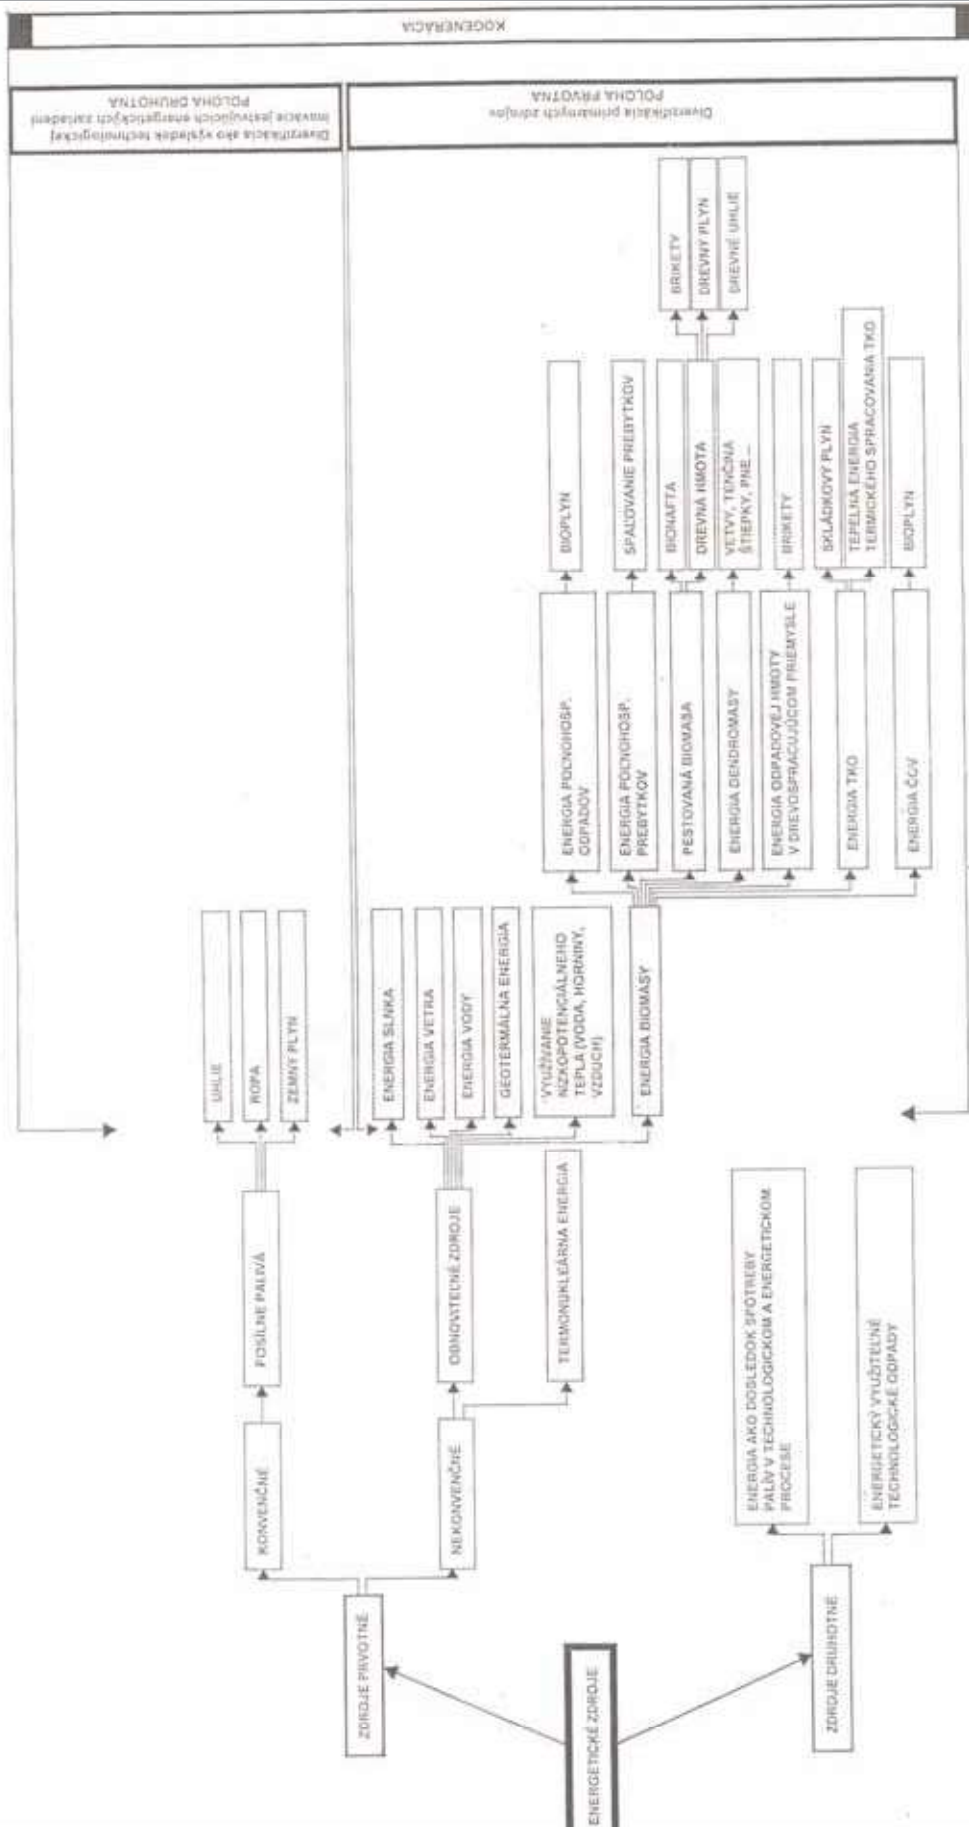 KOGENERÁCIA
Diverzifikácia ako výsledek technologickej
inovácie jestvujúcich energetických zariadení
POLOHA DRUHOTNÁ
Diverzifikácia primárnych zdrojov
POLOHA PRVOTNÁ
ENERGETICKÉ ZDROJE
ZDROJE PRVOTNÉ
KONVENČNÉ
FOSÍLNE PALIVÁ
UHLIE
ROPA
ZEMNÝ PLYN
NEKONVENČNÉ
OBNOVITEĽNÉ ZDROJE
ENERGIA SLNKA
ENERGIA VETRA
ENERGIA VODY
GEOTERMÁLNA ENERGIA
VYUŽÍVANIE
NÍZKOPOTENCIÁLNEHO
TEPLA (VODA, HORNINY,
VZDUCH)
ENERGIA BIOMASY
ENERGIA POĽNOHOSP.
ODPADOV
BIOPLYN
ENERGIA POĽNOHOSP.
PREBYTKOV
SPAĽOVANIE PREBYTKOV
PESTOVANÁ BIOMASA
BIONAFTA
DREVNÁ HMOTA
BRIKETY
DREVNÝ PLYN
DREVNÉ UHLIE
ENERGIA DENDROMASY
VETVY, TENČINA
ŠTIEPKY, PNE ...
ENERGIA ODPADOVEJ HMOTY
V DREVOSPRACUJÚCOM PRIEMYSLE
BRIKETY
ENERGIA TKO
SKLÁDKOVÝ PLYN
TEPELNÁ ENERGIA
TERMICKÉHO SPRACOVANIA TKO
ENERGIA ČOV
BIOPLYN
TERMONUKLEÁRNA ENERGIA
ZDROJE DRUHOTNÉ
ENERGIA AKO DOSLEDOK SPOTREBY
PALÍV V TECHNOLOGICKOM A ENERGETICKOM
PROCESE
ENERGETICKÝ VYUŽITEĽNÉ
TECHNOLOGICKÉ ODPADY